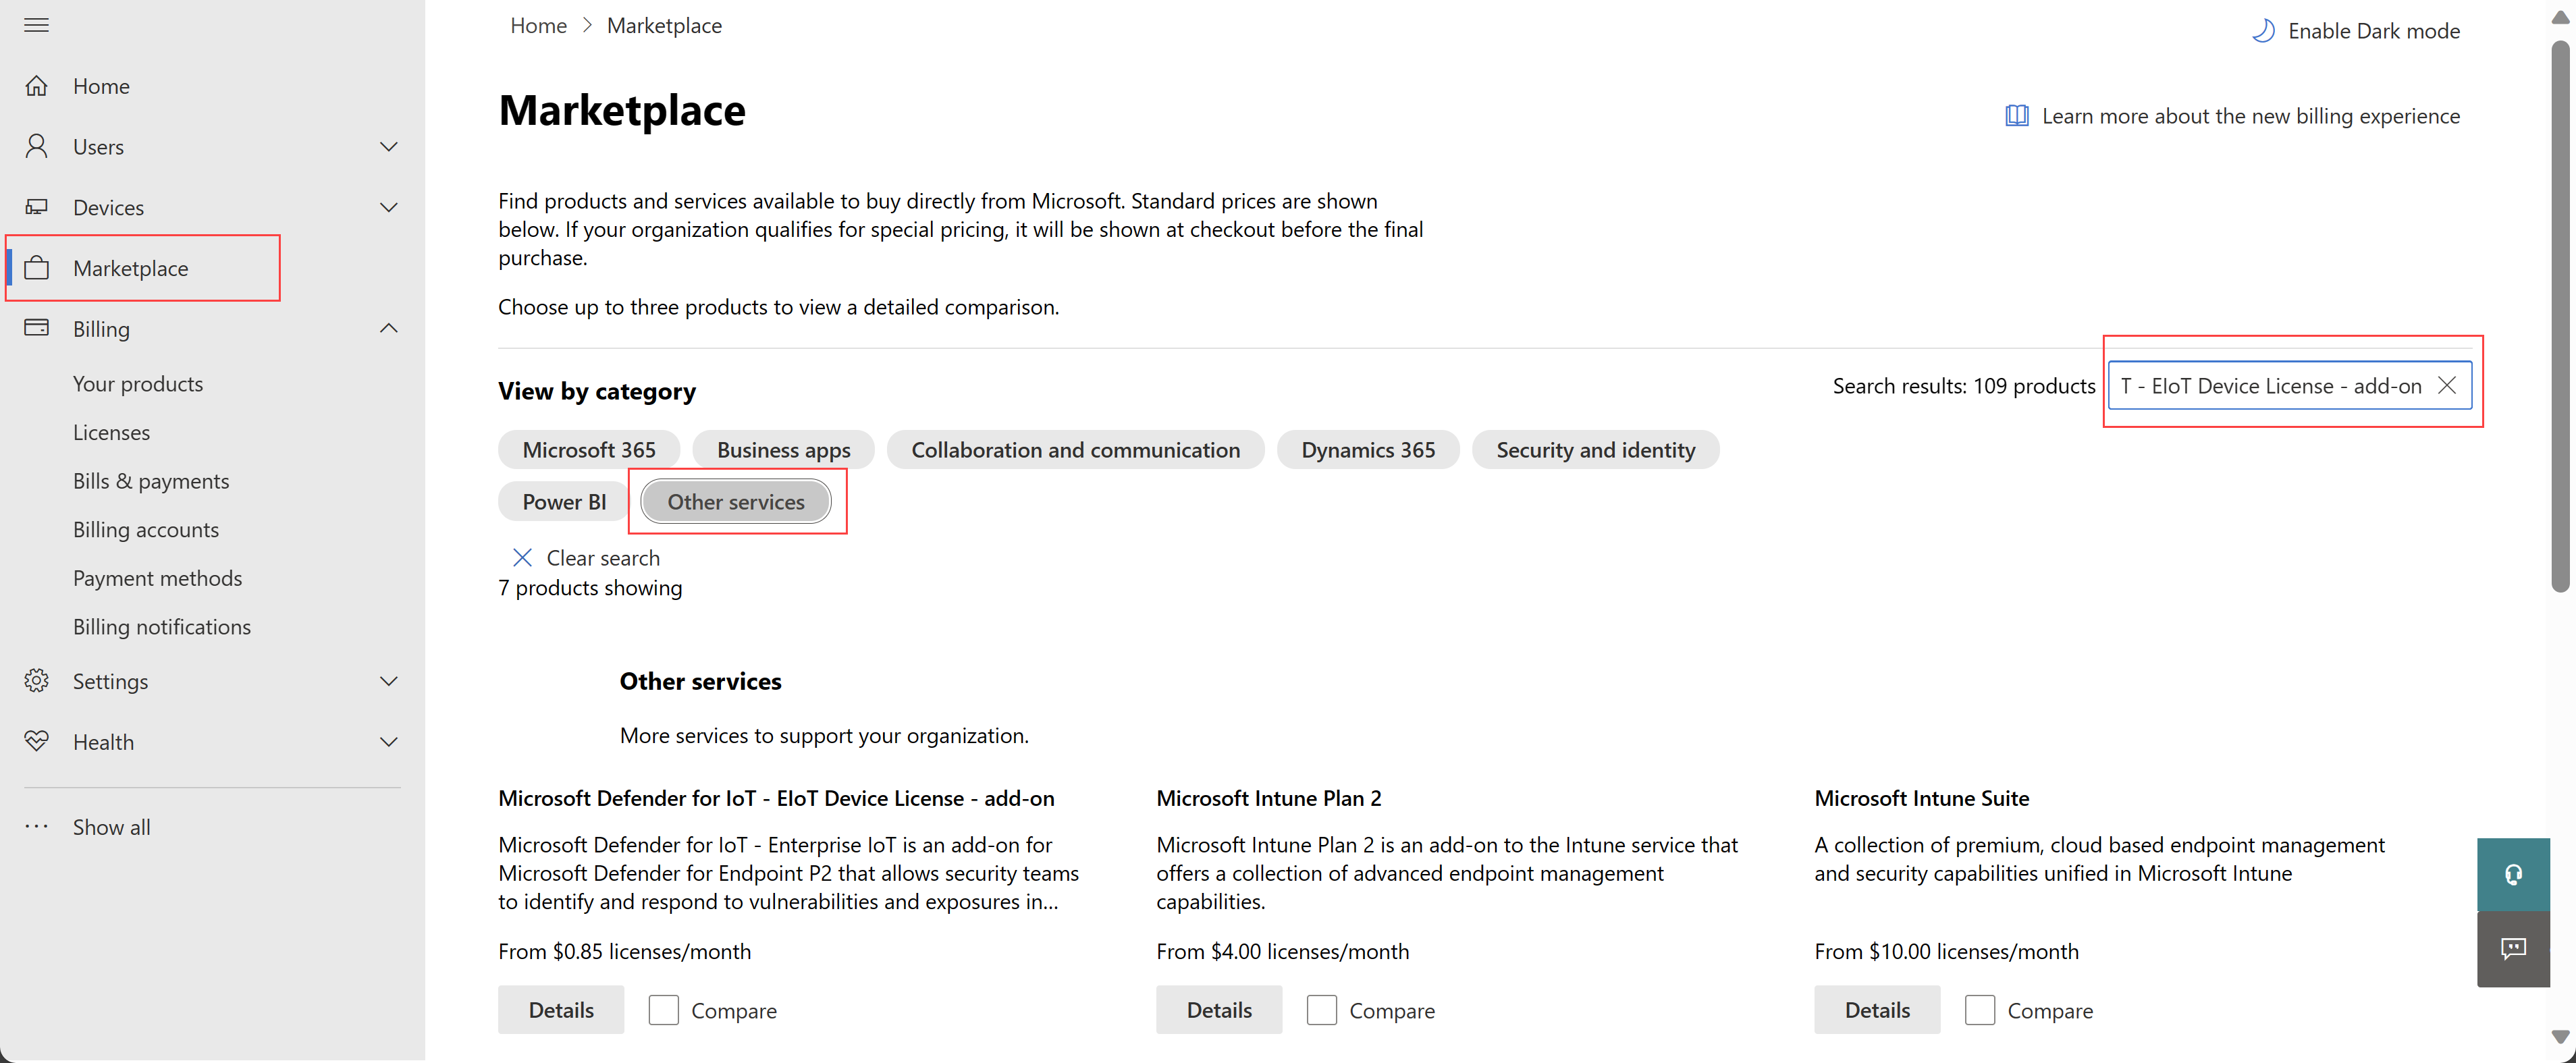 Home
Users
Devices
Marketplace
Billing
Your products
Licenses
Bills & payments
Billing accounts
Payment methods
Billing notifications
Settings
Health
Show all
Home > Marketplace
Enable Dark mode
Marketplace
Learn more about the new billing experience
Find products and services available to buy directly from Microsoft. Standard prices are shown
below. If your organization qualifies for special pricing, it will be shown at checkout before the final
purchase.
Choose up to three products to view a detailed comparison.
View by category
Search results: 109 products
T - EIoT Device License - add-on
Microsoft 365
Business apps
Collaboration and communication
Dynamics 365
Security and identity
Power BI
Other services
Clear search
7 products showing
Other services
More services to support your organization.
Microsoft Defender for IoT - EIoT Device License - add-on
Microsoft Defender for IoT - Enterprise IoT is an add-on for
Microsoft Defender for Endpoint P2 that allows security teams
to identify and respond to vulnerabilities and exposures in...
From $0.85 licenses/month
Details
Compare
Microsoft Intune Plan 2
Microsoft Intune Plan 2 is an add-on to the Intune service that
offers a collection of advanced endpoint management
capabilities.
From $4.00 licenses/month
Details
Compare
Microsoft Intune Suite
A collection of premium, cloud based endpoint management
and security capabilities unified in Microsoft Intune
From $10.00 licenses/month
Details
Compare